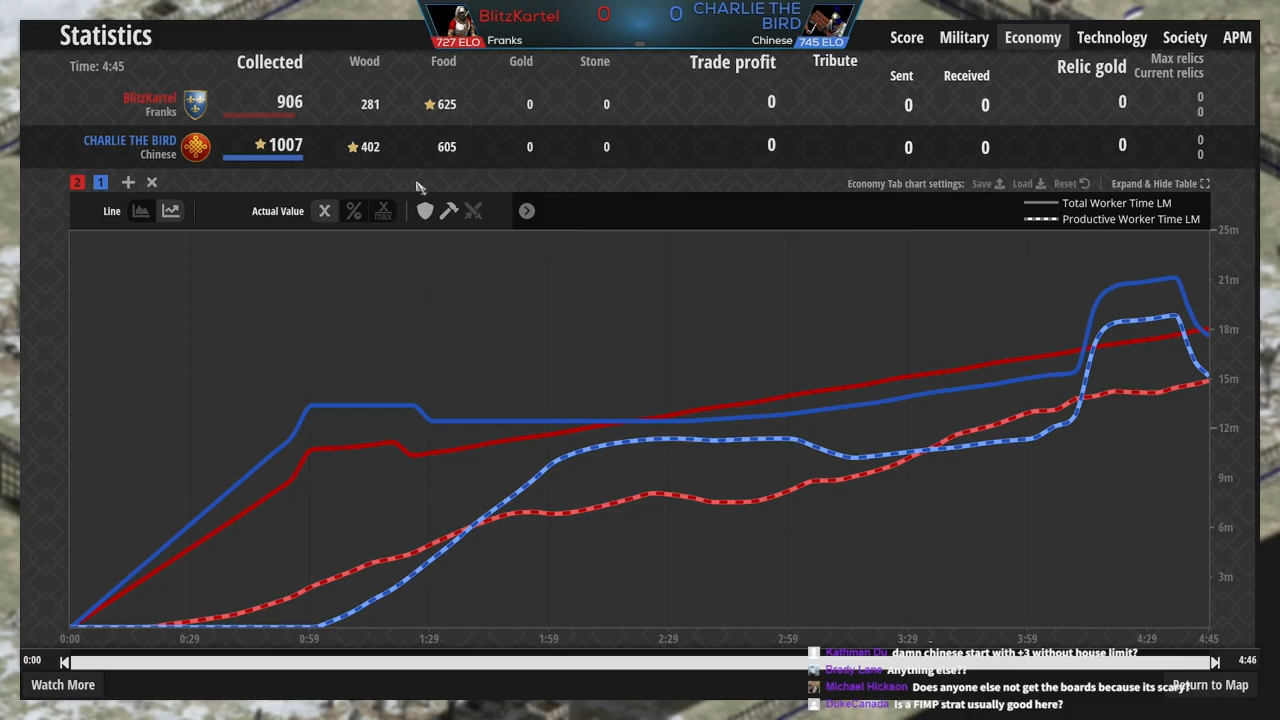 BlitzKartel 0 0 CHARLIE THE BIRD
727 ELO Franks Chinese 745 ELO
Statistics
Score Military Economy Technology Society APM
Time: 4:45
Collected Wood Food Gold Stone Trade profit Tribute Sent Received Relic gold Max relics
Current relics
BlitzKartel 906 281 625 0 0 0 0 0 0 0
Franks 0
CHARLIE THE BIRD 1007 402 605 0 0 0 0 0 0 0
Chinese 0
2 1 + ×
Economy Tab chart settings: Save Load Reset Expand & Hide Table
Line Actual Value X % X max
Total Worker Time LM
Productive Worker Time LM
25m
21m
18m
15m
12m
9m
6m
3m
0:00 0:29 0:59 1:29 1:59 2:29 2:59 3:29 3:59 4:29 4:45
0:00 4:46
Watch More Return to Map
Kathman Du damn chinese start with +3 without house limit?
Brady Lane Anything else??
Michael Hickson Does anyone else not get the boards because its scary?
DukeCanada Is a FIMP strat usually good here?